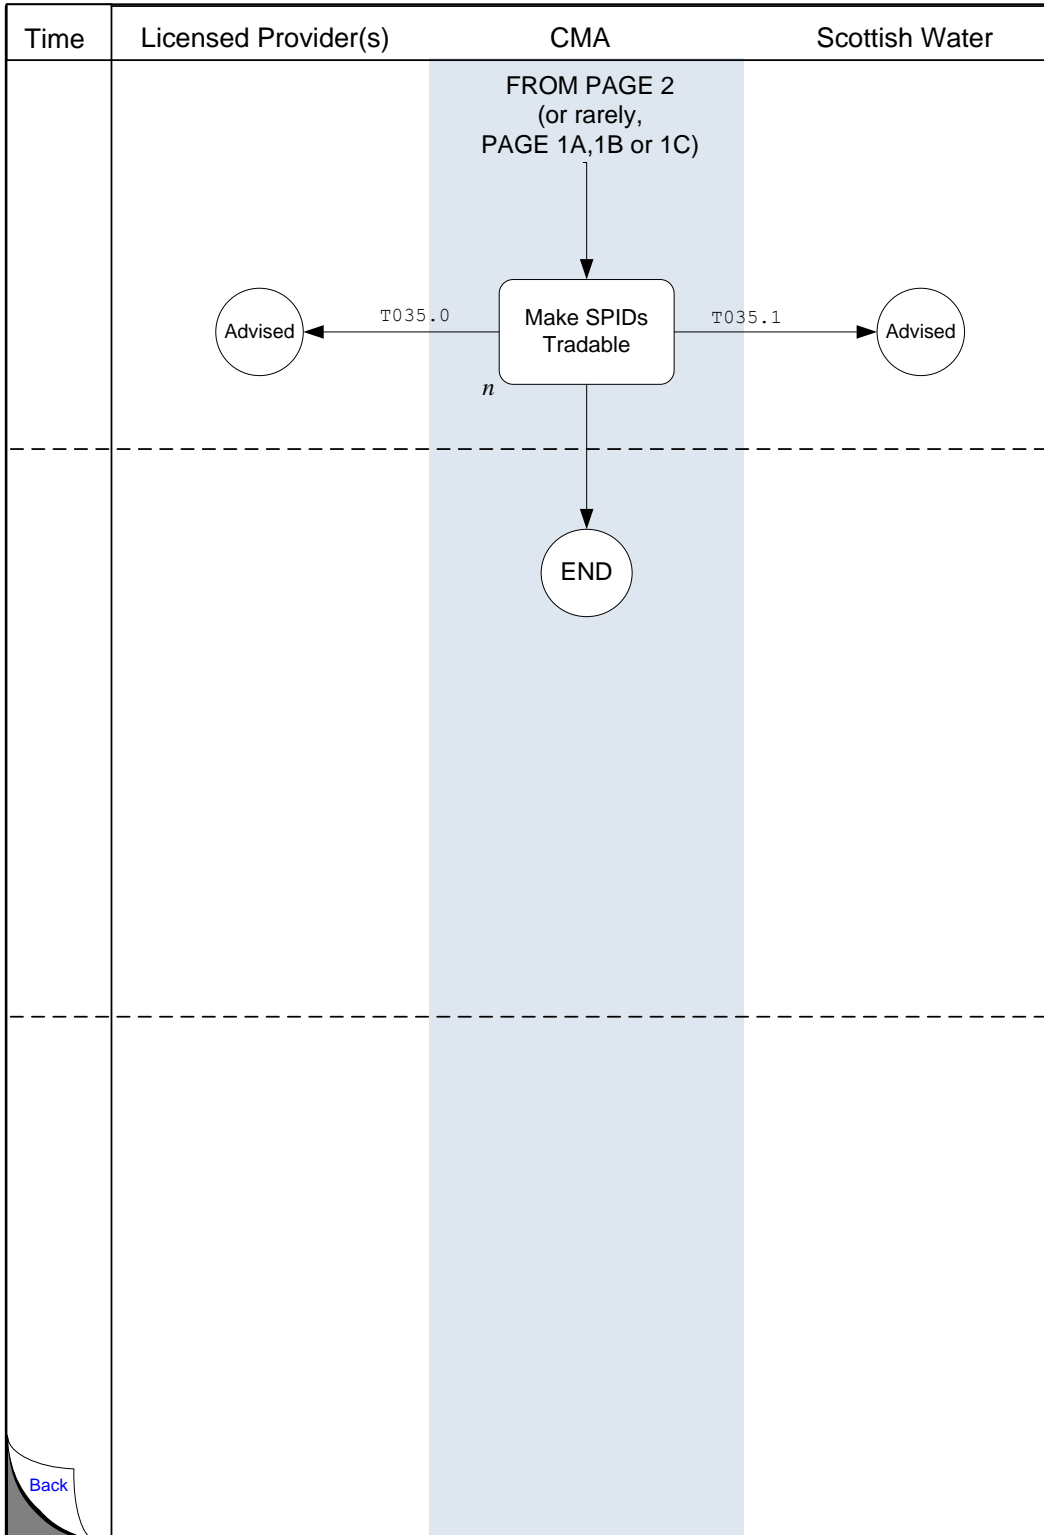 Time
Licensed Provider(s)
CMA
Scottish Water
FROM PAGE 2
(or rarely,
PAGE 1A,1B or 1C)
Advised
T035.0
Make SPIDs
Tradable
T035.1
Advised
n
END
Back